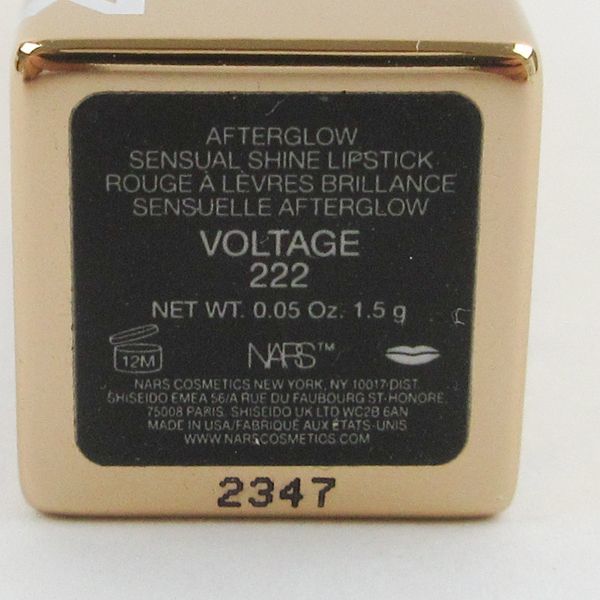 AFTERGLOW
SENSUAL SHINE LIPSTICK
ROUGE À LÈVRES BRILLANCE
SENSUELLE AFTERGLOW
VOLTAGE
222
NET WT. 0.05 Oz. 1.5 g
12M NARS™
NARS COSMETICS NEW YORK, NY 10017·DIST.
SHISEIDO EMEA 56/A RUE DU FAUBOURG ST-HONORE,
75008 PARIS. SHISEIDO UK LTD WC2B 6AN
MADE IN USA/FABRIQUÉ AUX ÉTATS-UNIS
WWW.NARSCOSMETICS.COM
2347